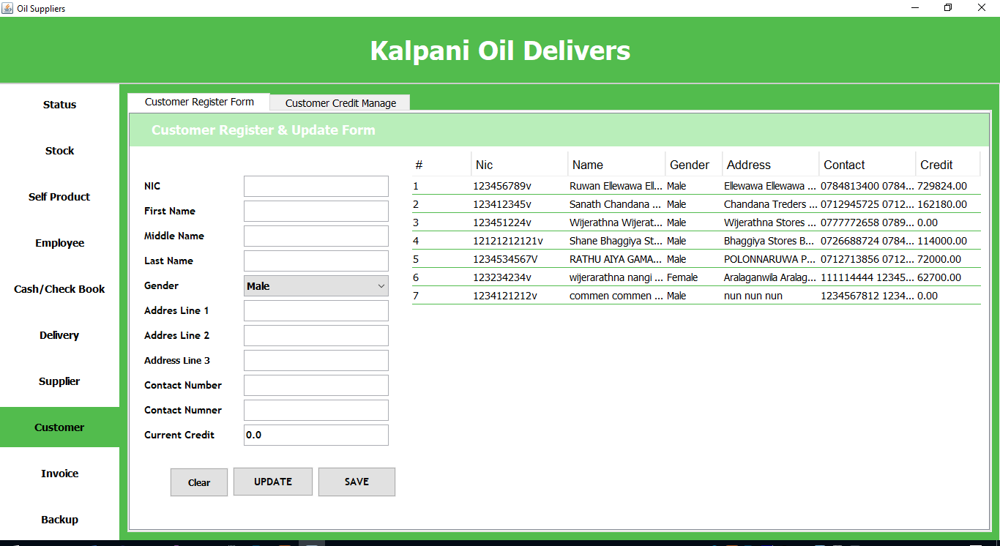 Oil Suppliers
Kalpani Oil Delivers
Status
Stock
Self Product
Employee
Cash/Check Book
Delivery
Supplier
Customer
Invoice
Backup
Customer Register Form
Customer Credit Manage
Customer Register & Update Form
NIC
First Name
Middle Name
Last Name
Gender Male
Addres Line 1
Addres Line 2
Address Line 3
Contact Number
Contact Numner
Current Credit 0.0
Clear UPDATE SAVE
# Nic Name Gender Address Contact Credit
1 123456789v Ruwan Ellewawa Ell... Male Ellewawa Ellewawa ... 0784813400 0784... 729824.00
2 123412345v Sanath Chandana ... Male Chandana Treders ... 0712945725 0712... 162180.00
3 123451224v Wijerathna Wijerat... Male Wijerathna Stores ... 0777772658 0789... 0.00
4 12121212121v Shane Bhaggiya St... Male Bhaggiya Stores B... 0726688724 0784... 114000.00
5 1234534567V RATHU AIYA GAMA... Male POLONNARUWA P... 0712713856 0712... 72000.00
6 123234234v wijerarathna nangi ... Female Aralaganwila Aralag... 111114444 12345... 62700.00
7 1234121212v commen commen ... Male nun nun nun 1234567812 1234... 0.00